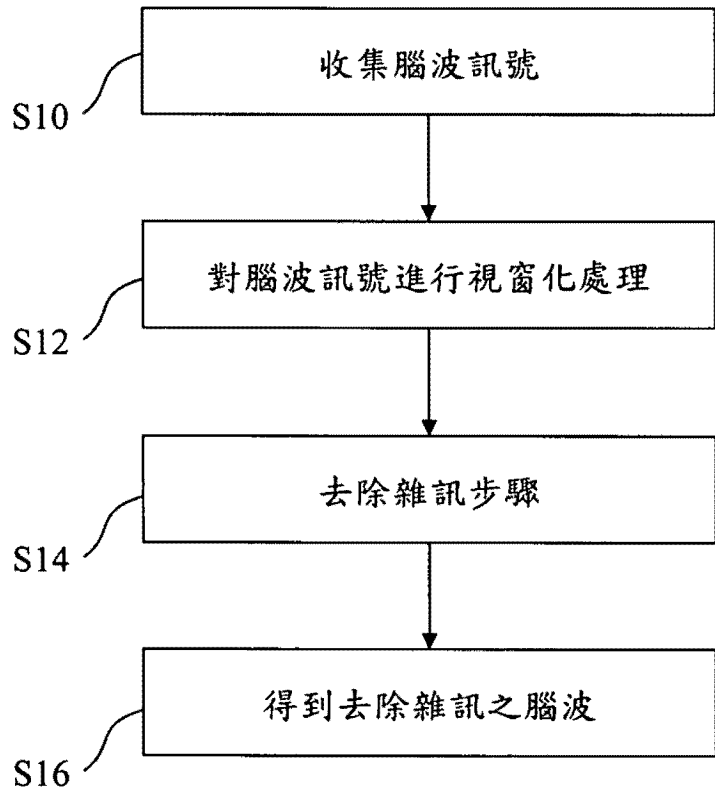 收集腦波訊號
S10
對腦波訊號進行視窗化處理
S12
去除雜訊步驟
S14
得到去除雜訊之腦波
S16